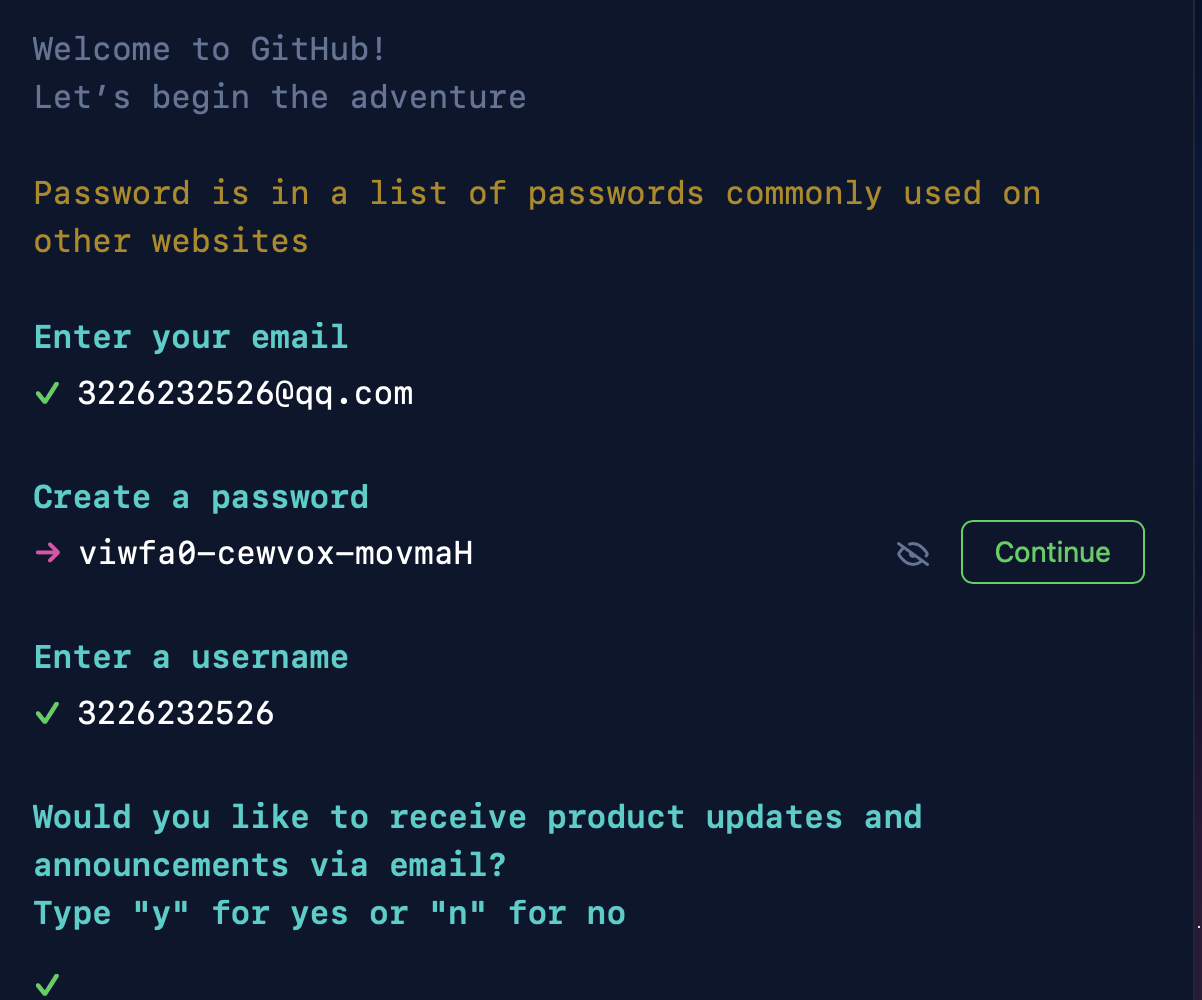 Welcome to GitHub!
Let’s begin the adventure
Password is in a list of passwords commonly used on
other websites
Enter your email
✓ 3226232526@qq.com
Create a password
→ viwfa0-cewvox-movmaH
Continue
Enter a username
✓ 3226232526
Would you like to receive product updates and
announcements via email?
Type "y" for yes or "n" for no
✓